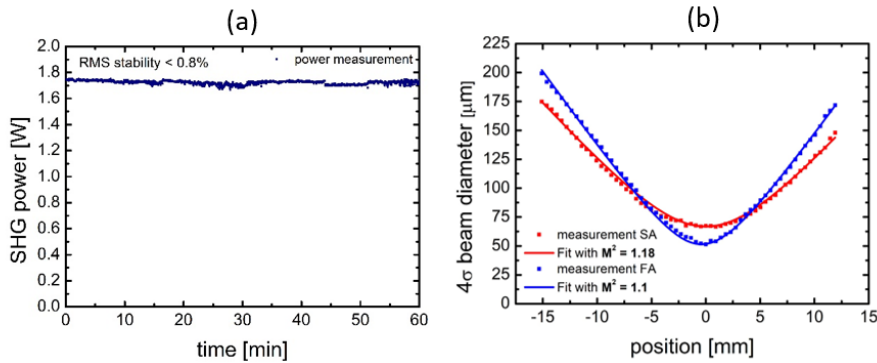 (a)
SHG power [W]
2.0
1.8
1.6
1.4
1.2
1.0
0.8
0.6
0.4
0.2
0.0
RMS stability < 0.8%
power measurement
0 10 20 30 40 50 60
time [min]
(b)
4σ beam diameter [μm]
225
200
175
150
125
100
75
50
25
0
measurement SA
Fit with M² = 1.18
measurement FA
Fit with M² = 1.1
-15 -10 -5 0 5 10 15
position [mm]